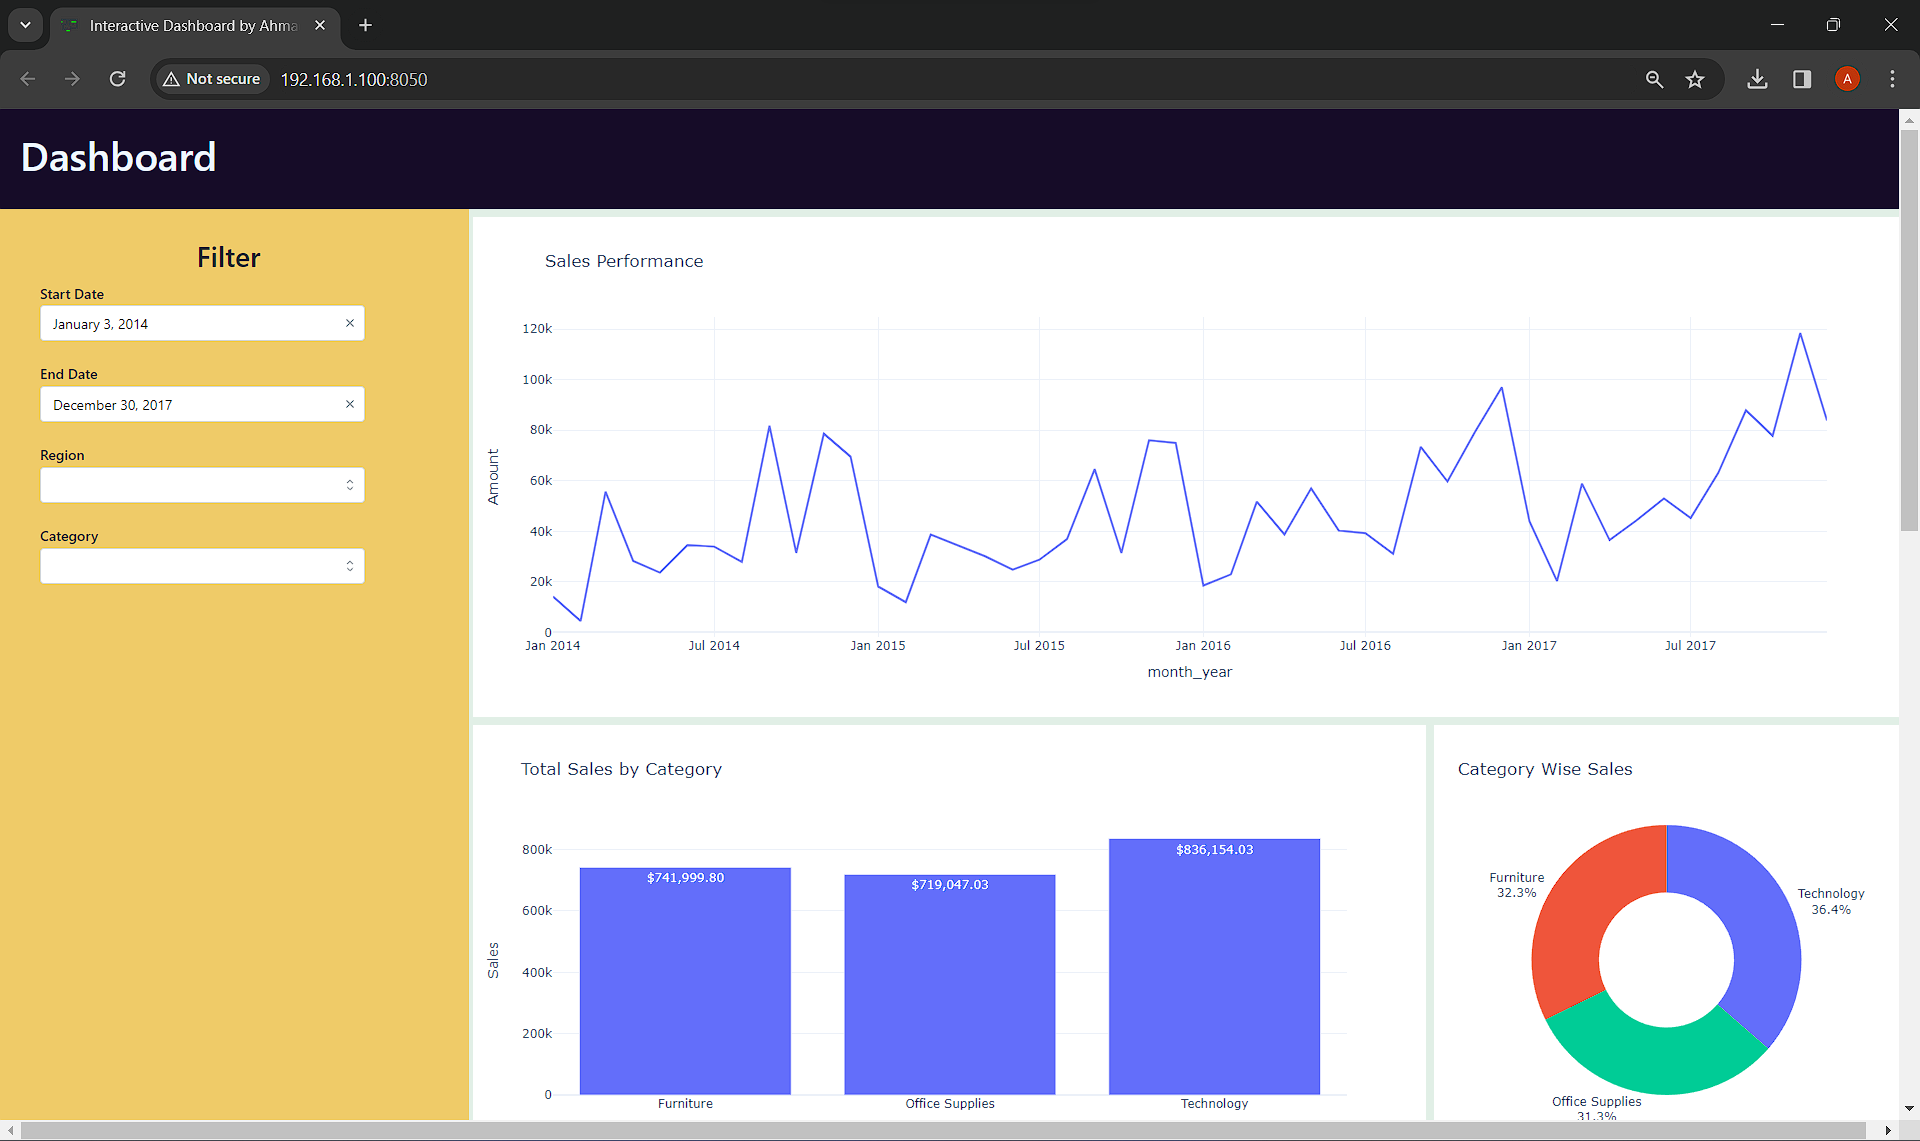 Interactive Dashboard by Ahma
Not secure
192.168.1.100:8050
A
Dashboard
Filter
Start Date
January 3, 2014
End Date
December 30, 2017
Region
Category
Sales Performance
120k
100k
80k
60k
40k
20k
0
Amount
Jan 2014
Jul 2014
Jan 2015
Jul 2015
Jan 2016
Jul 2016
Jan 2017
Jul 2017
month_year
Total Sales by Category
800k
600k
400k
200k
0
Sales
$741,999.80
$719,047.03
$836,154.03
Furniture
Office Supplies
Technology
Category Wise Sales
Furniture
32.3%
Technology
36.4%
Office Supplies
31.3%